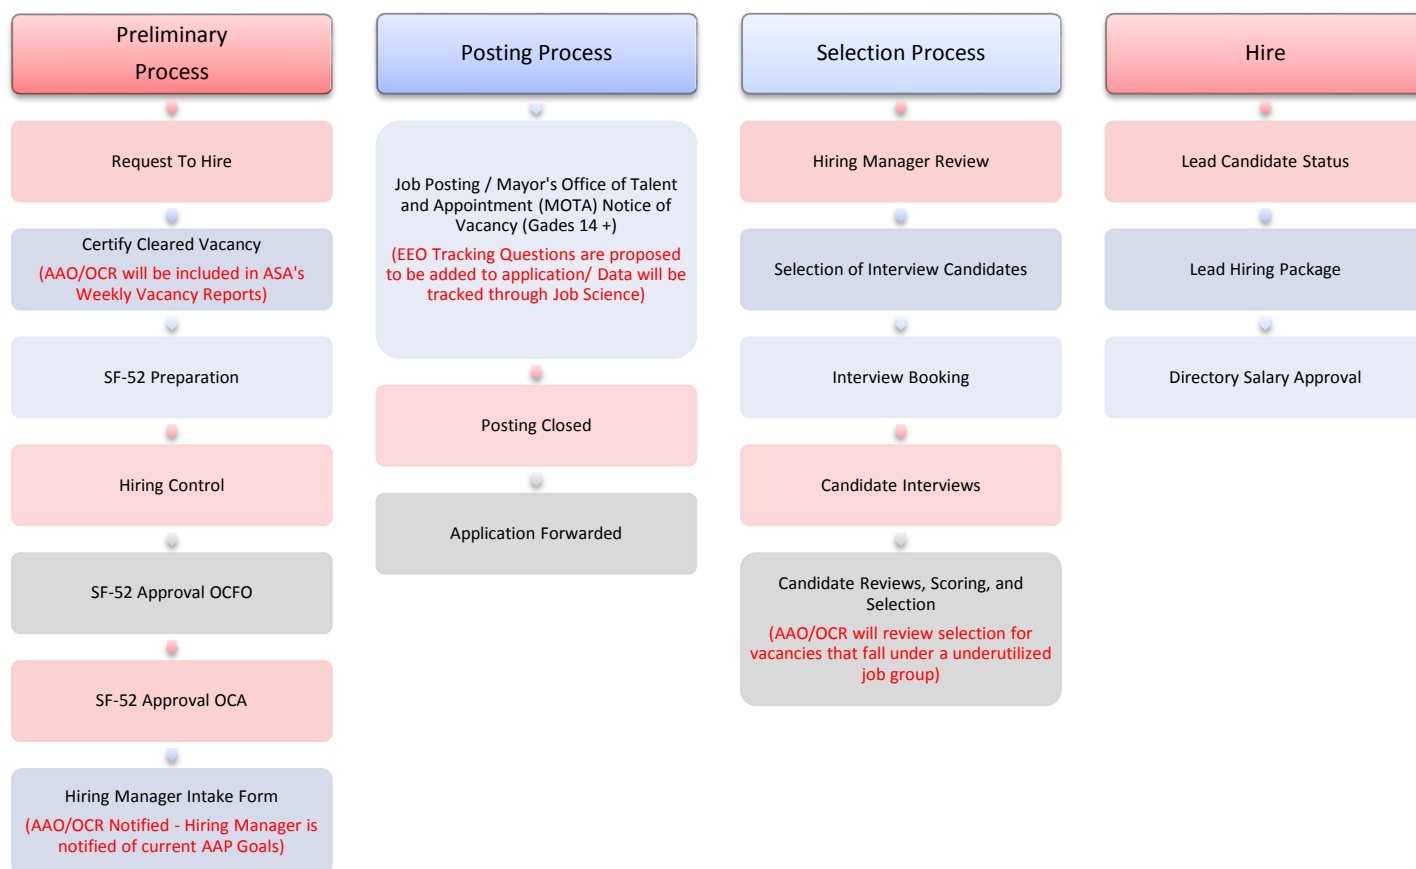 Preliminary
Process
Request To Hire
Certify Cleared Vacancy
(AAO/OCR will be included in ASA's
Weekly Vacancy Reports)
SF-52 Preparation
Hiring Control
SF-52 Approval OCFO
SF-52 Approval OCA
Hiring Manager Intake Form
(AAO/OCR Notified - Hiring Manager is
notified of current AAP Goals)
Posting Process
Job Posting / Mayor's Office of Talent
and Appointment (MOTA) Notice of
Vacancy (Gades 14 +)
(EEO Tracking Questions are proposed
to be added to application/ Data will be
tracked through Job Science)
Posting Closed
Application Forwarded
Selection Process
Hiring Manager Review
Selection of Interview Candidates
Interview Booking
Candidate Interviews
Candidate Reviews, Scoring, and
Selection
(AAO/OCR will review selection for
vacancies that fall under a underutilized
job group)
Hire
Lead Candidate Status
Lead Hiring Package
Directory Salary Approval